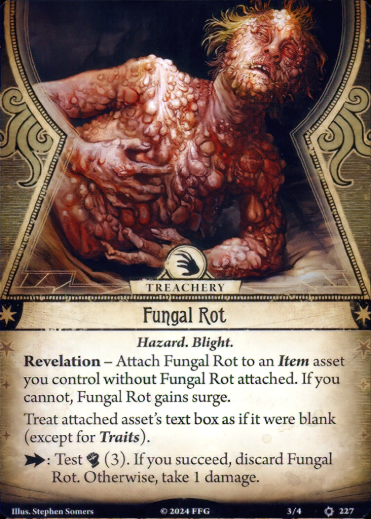 TREACHERY
Fungal Rot
Hazard. Blight.
Revelation – Attach Fungal Rot to an Item asset
you control without Fungal Rot attached. If you
cannot, Fungal Rot gains surge.
Treat attached asset's text box as if it were blank
(except for Traits).
: Test (3). If you succeed, discard Fungal
Rot. Otherwise, take 1 damage.
Illus. Stephen Somers © 2024 FFG 3/4 227